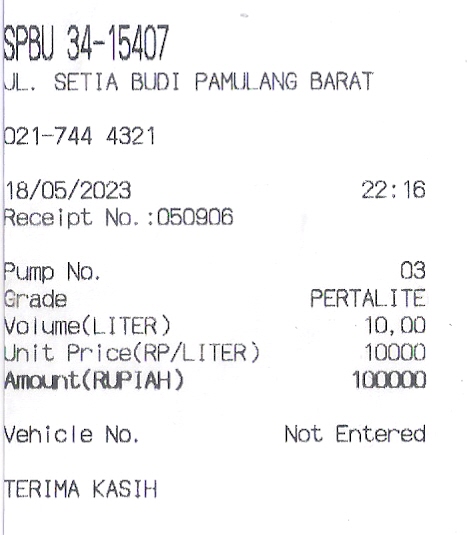 SPBU 34-15407
JL. SETIA BUDI PAMULANG BARAT
021-744 4321
18/05/2023 22:16
Receipt No.:050906
Pump No. 03
Grade PERTALITE
Volume(LITER) 10,00
Unit Price(RP/LITER) 10000
Amount(RUPIAH) 100000
Vehicle No. Not Entered
TERIMA KASIH